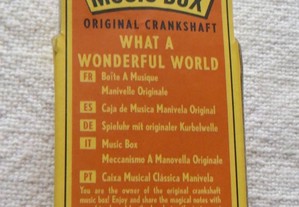 MUSIC BOX
ORIGINAL CRANKSHAFT
WHAT A
WONDERFUL WORLD
FR Boîte A Musique
Manivelle Originale
ES Caja de Musica Manivela Original
DE Spieluhr mit originaler Kurbelwelle
IT Music Box
Meccanismo A Manovella Originale
PT Caixa Musical Clàssica Manivela
You are the owner of the original crankshaft
music box! Enjoy and share the magical notes with